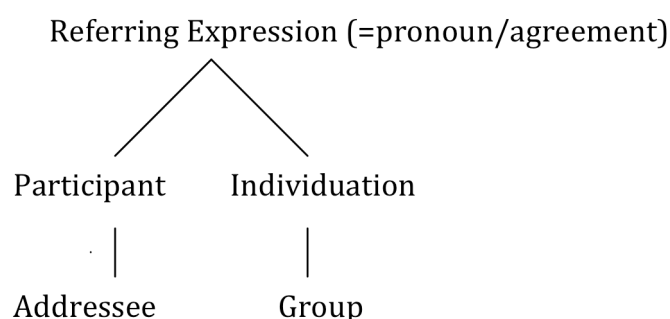 Referring Expression (=pronoun/agreement)
Participant Individuation
Addressee Group